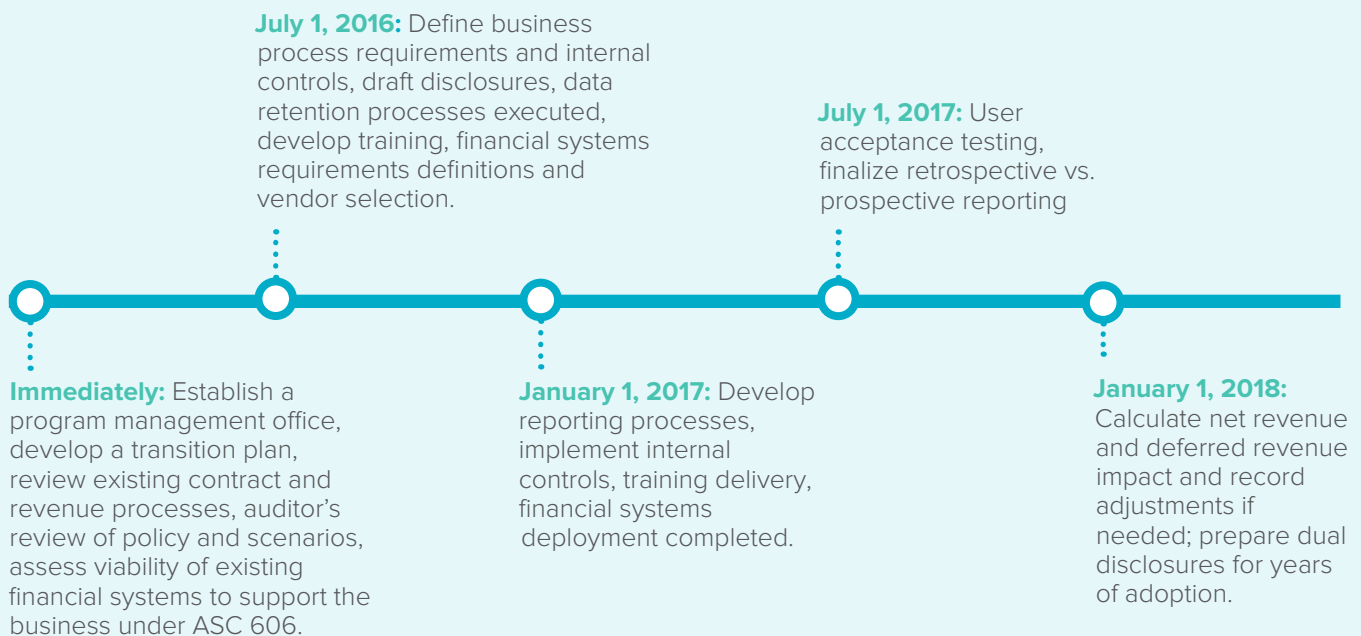 July 1, 2016: Define business
process requirements and internal
controls, draft disclosures, data
retention processes executed,
develop training, financial systems
requirements definitions and
vendor selection.
July 1, 2017: User
acceptance testing,
finalize retrospective vs.
prospective reporting
Immediately: Establish a
program management office,
develop a transition plan,
review existing contract and
revenue processes, auditor’s
review of policy and scenarios,
assess viability of existing
financial systems to support the
business under ASC 606.
January 1, 2017: Develop
reporting processes,
implement internal
controls, training delivery,
financial systems
deployment completed.
January 1, 2018:
Calculate net revenue
and deferred revenue
impact and record
adjustments if
needed; prepare dual
disclosures for years
of adoption.